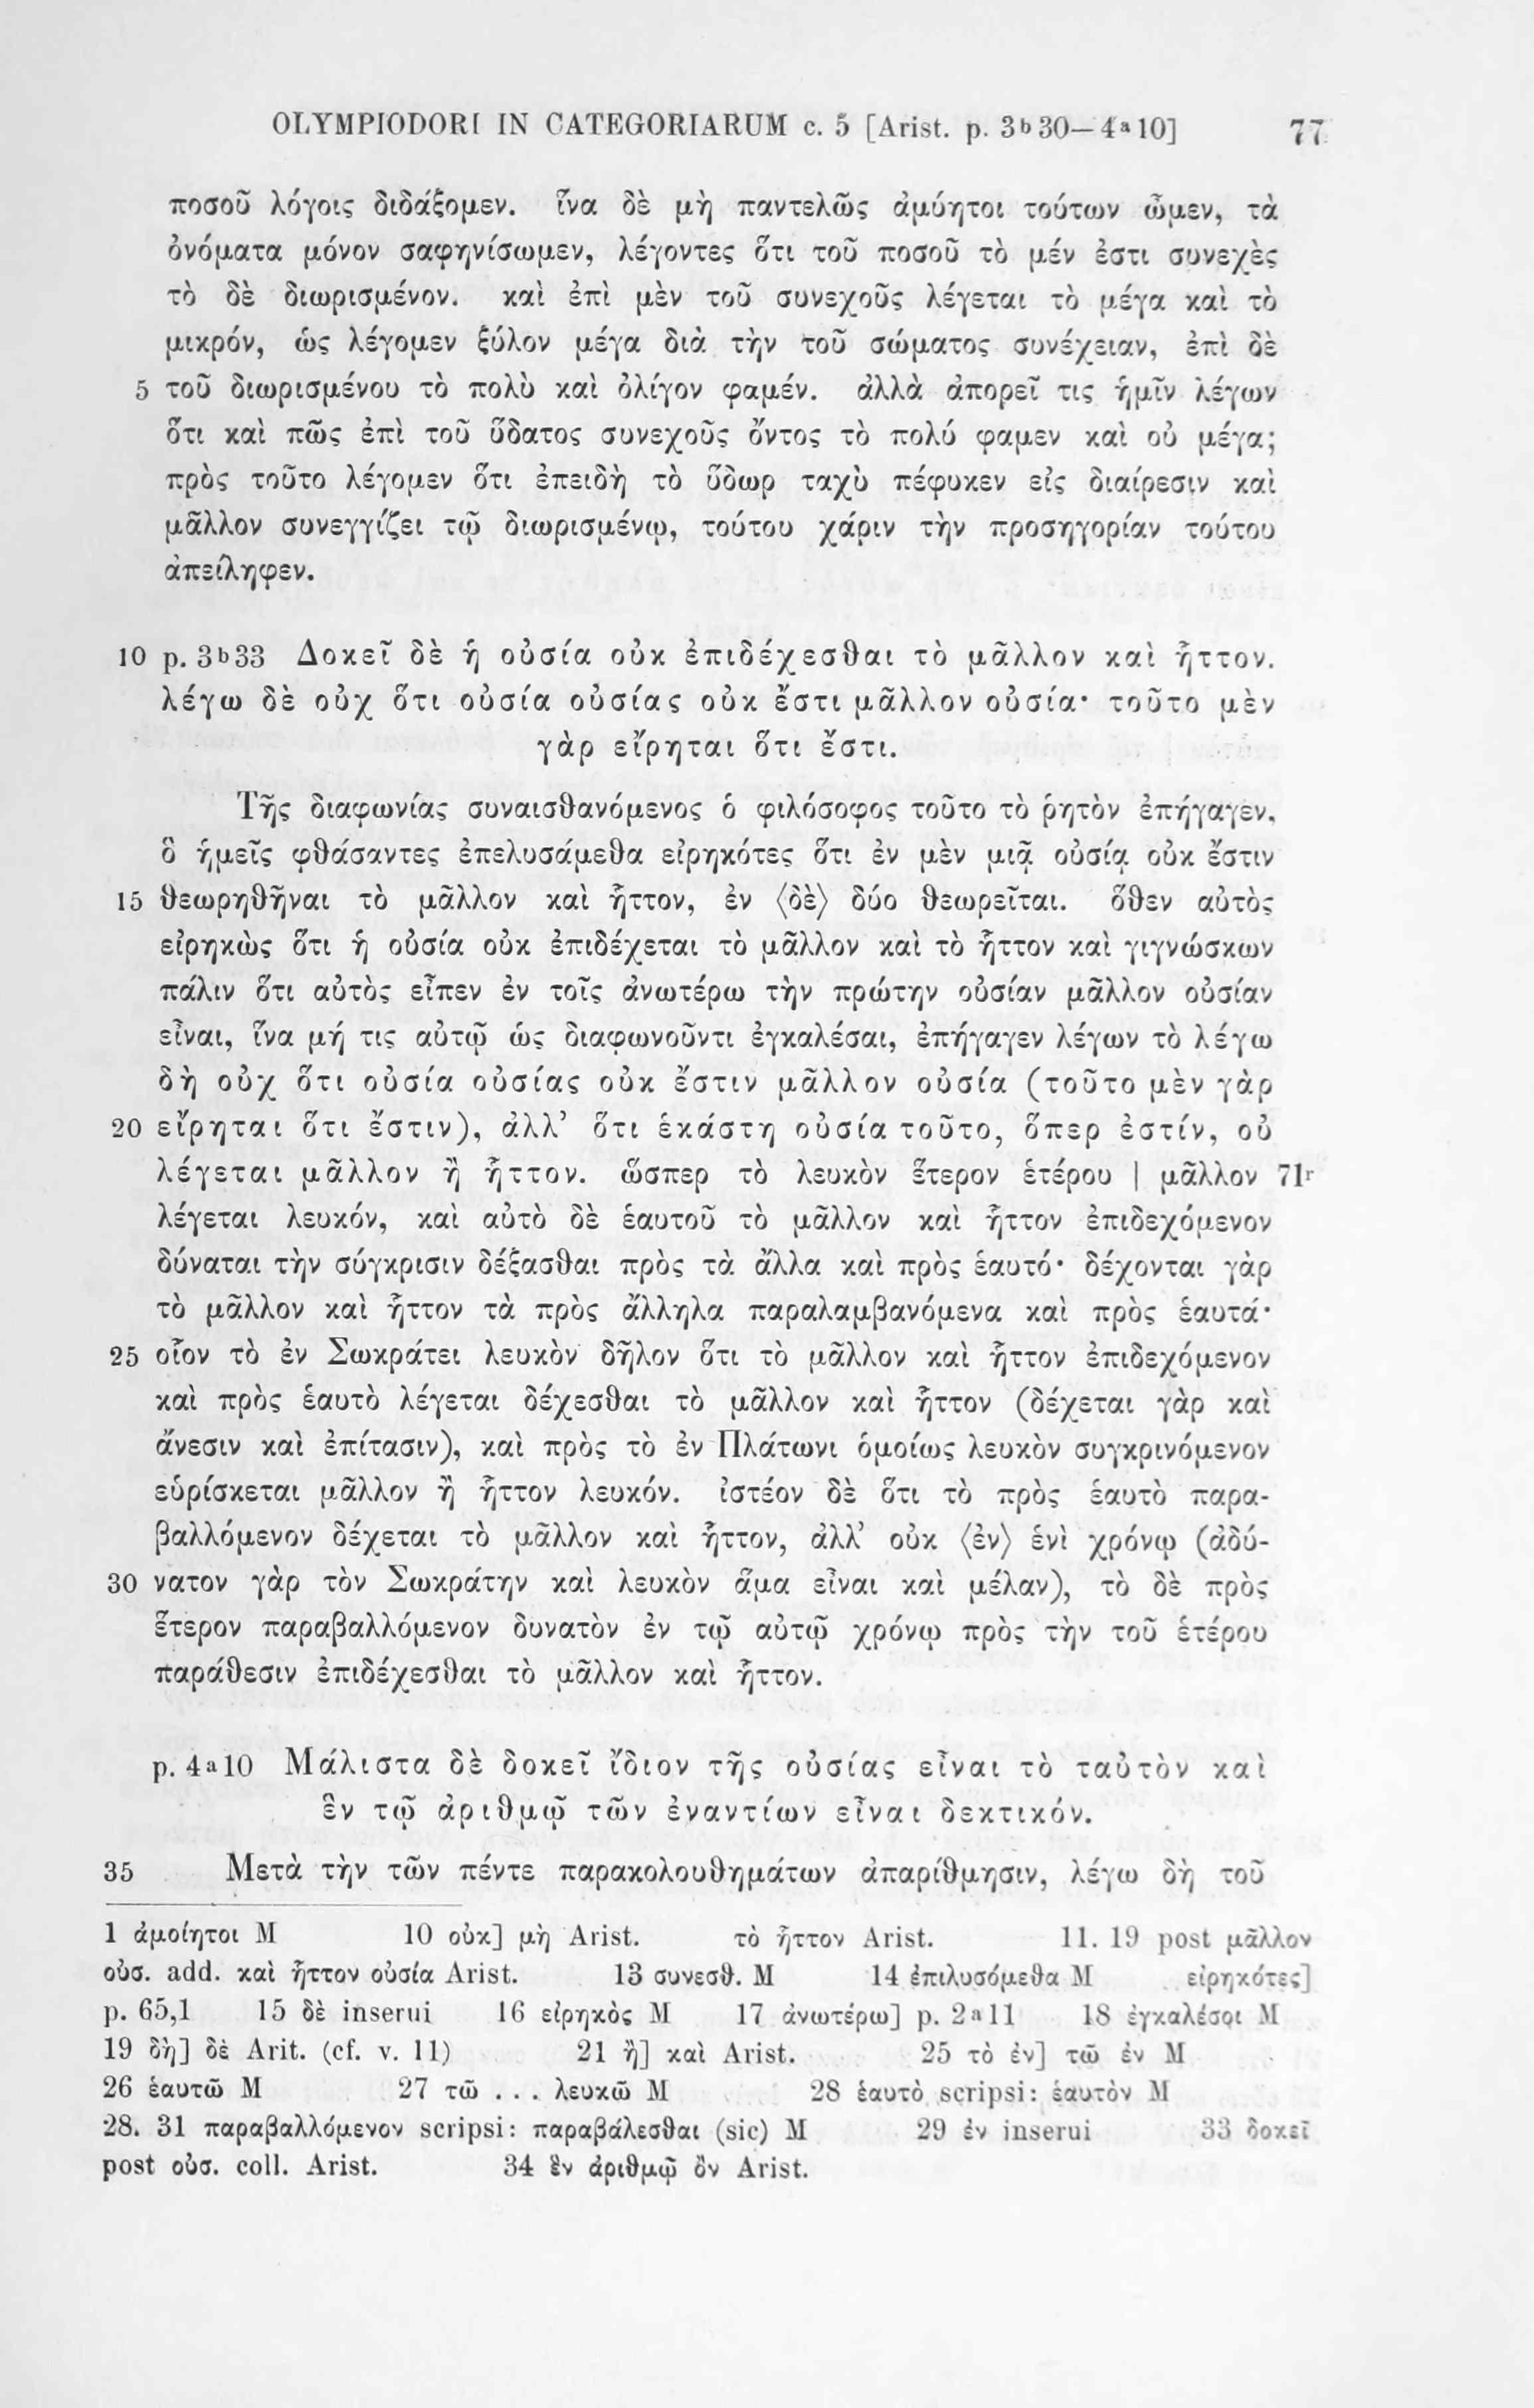 OLYMPIODORI IN CATEGORIARUM c. 5 [Arist. p. 3b30—4a10] 77
ποσοῦ λόγοις διδάξομεν. ἵνα δὲ μὴ παντελῶς ἀμύητοι τούτων ὦμεν, τὰ
ὀνόματα μόνον σαφηνίσωμεν, λέγοντες ὅτι τοῦ ποσοῦ τὸ μέν ἐστι συνεχὲς
τὸ δὲ διωρισμένον. καὶ ἐπὶ μὲν τοῦ συνεχοῦς λέγεται τὸ μέγα καὶ τὸ
μικρόν, ὡς λέγομεν ξύλον μέγα διὰ τὴν τοῦ σώματος συνέχειαν, ἐπὶ δὲ
5 τοῦ διωρισμένου τὸ πολὺ καὶ ὀλίγον φαμέν. ἀλλὰ ἀπορεῖ τις ἡμῖν λέγων
ὅτι καὶ πῶς ἐπὶ τοῦ ὕδατος συνεχοῦς ὄντος τὸ πολύ φαμεν καὶ οὐ μέγα;
πρὸς τοῦτο λέγομεν ὅτι ἐπειδὴ τὸ ὕδωρ ταχὺ πέφυκεν εἰς διαίρεσιν καὶ
μᾶλλον συνεγγίζει τῷ διωρισμένῳ, τούτου χάριν τὴν προσηγορίαν τούτου
ἀπείληφεν.
10 p. 3b33 Δοκεῖ δὲ ἡ οὐσία οὐκ ἐπιδέχεσθαι τὸ μᾶλλον καὶ ἧττον.
λέγω δὲ οὐχ ὅτι οὐσία οὐσίας οὐκ ἔστι μᾶλλον οὐσία· τοῦτο μὲν
γὰρ εἴρηται ὅτι ἔστι.
Τῆς διαφωνίας συναισθανόμενος ὁ φιλόσοφος τοῦτο τὸ ῥητὸν ἐπήγαγεν,
ὃ ἡμεῖς φθάσαντες ἐπελυσάμεθα εἰρηκότες ὅτι ἐν μὲν μιᾷ οὐσίᾳ οὐκ ἔστιν
15 θεωρηθῆναι τὸ μᾶλλον καὶ ἧττον, ἐν ⟨δὲ⟩ δύο θεωρεῖται. ὅθεν αὐτὸς
εἰρηκὼς ὅτι ἡ οὐσία οὐκ ἐπιδέχεται τὸ μᾶλλον καὶ τὸ ἧττον καὶ γιγνώσκων
πάλιν ὅτι αὐτὸς εἶπεν ἐν τοῖς ἀνωτέρω τὴν πρώτην οὐσίαν μᾶλλον οὐσίαν
εἶναι, ἵνα μή τις αὐτῷ ὡς διαφωνοῦντι ἐγκαλέσαι, ἐπήγαγεν λέγων τὸ λέγω
δὴ οὐχ ὅτι οὐσία οὐσίας οὐκ ἔστιν μᾶλλον οὐσία (τοῦτο μὲν γὰρ
20 εἴρηται ὅτι ἔστιν), ἀλλ’ ὅτι ἑκάστη οὐσία τοῦτο, ὅπερ ἐστίν, οὐ
λέγεται μᾶλλον ἢ ἧττον. ὥσπερ τὸ λευκὸν ἕτερον ἑτέρου | μᾶλλον 71r
λέγεται λευκόν, καὶ αὐτὸ δὲ ἑαυτοῦ τὸ μᾶλλον καὶ ἧττον ἐπιδεχόμενον
δύναται τὴν σύγκρισιν δέξασθαι πρὸς τὰ ἄλλα καὶ πρὸς ἑαυτό· δέχονται γὰρ
τὸ μᾶλλον καὶ ἧττον τὰ πρὸς ἄλληλα παραλαμβανόμενα καὶ πρὸς ἑαυτά·
25 οἷον τὸ ἐν Σωκράτει λευκὸν δῆλον ὅτι τὸ μᾶλλον καὶ ἧττον ἐπιδεχόμενον
καὶ πρὸς ἑαυτὸ λέγεται δέχεσθαι τὸ μᾶλλον καὶ ἧττον (δέχεται γὰρ καὶ
ἄνεσιν καὶ ἐπίτασιν), καὶ πρὸς τὸ ἐν Πλάτωνι ὁμοίως λευκὸν συγκρινόμενον
εὑρίσκεται μᾶλλον ἢ ἧττον λευκόν. ἰστέον δὲ ὅτι τὸ πρὸς ἑαυτὸ παρα-
βαλλόμενον δέχεται τὸ μᾶλλον καὶ ἧττον, ἀλλ’ οὐκ ⟨ἐν⟩ ἑνὶ χρόνῳ (ἀδύ-
30 νατον γὰρ τὸν Σωκράτην καὶ λευκὸν ἅμα εἶναι καὶ μέλαν), τὸ δὲ πρὸς
ἕτερον παραβαλλόμενον δυνατὸν ἐν τῷ αὐτῷ χρόνῳ πρὸς τὴν τοῦ ἑτέρου
παράθεσιν ἐπιδέχεσθαι τὸ μᾶλλον καὶ ἧττον.
p. 4a10 Μάλιστα δὲ δοκεῖ ἴδιον τῆς οὐσίας εἶναι τὸ ταὐτὸν καὶ
ἓν τῷ ἀριθμῷ τῶν ἐναντίων εἶναι δεκτικόν.
35 Μετὰ τὴν τῶν πέντε παρακολουθημάτων ἀπαρίθμησιν, λέγω δὴ τοῦ
1 ἀμοίητοι M 10 οὐκ] μὴ Arist. τὸ ἧττον Arist. 11. 19 post μᾶλλον
οὐσ. add. καὶ ἧττον οὐσία Arist. 13 συνεσθ. M 14 ἐπιλυσόμεθα M εἰρηκότες]
p. 65,1 15 δὲ inserui 16 εἰρηκὸς M 17 ἀνωτέρω] p. 2a11 18 ἐγκαλέσοι M
19 δὴ] δὲ Arit. (cf. v. 11) 21 ἢ] καὶ Arist. 25 τὸ ἐν] τῶ ἐν M
26 ἑαυτῶ M 27 τῶ . . . λευκῶ M 28 ἑαυτὸ scripsi: ἑαυτὸν M
28. 31 παραβαλλόμενον scripsi: παραβάλεσθαι (sic) M 29 ἐν inserui 33 δοκεῖ
post οὐσ. coll. Arist. 34 ἓν ἀριθμῷ ὂν Arist.